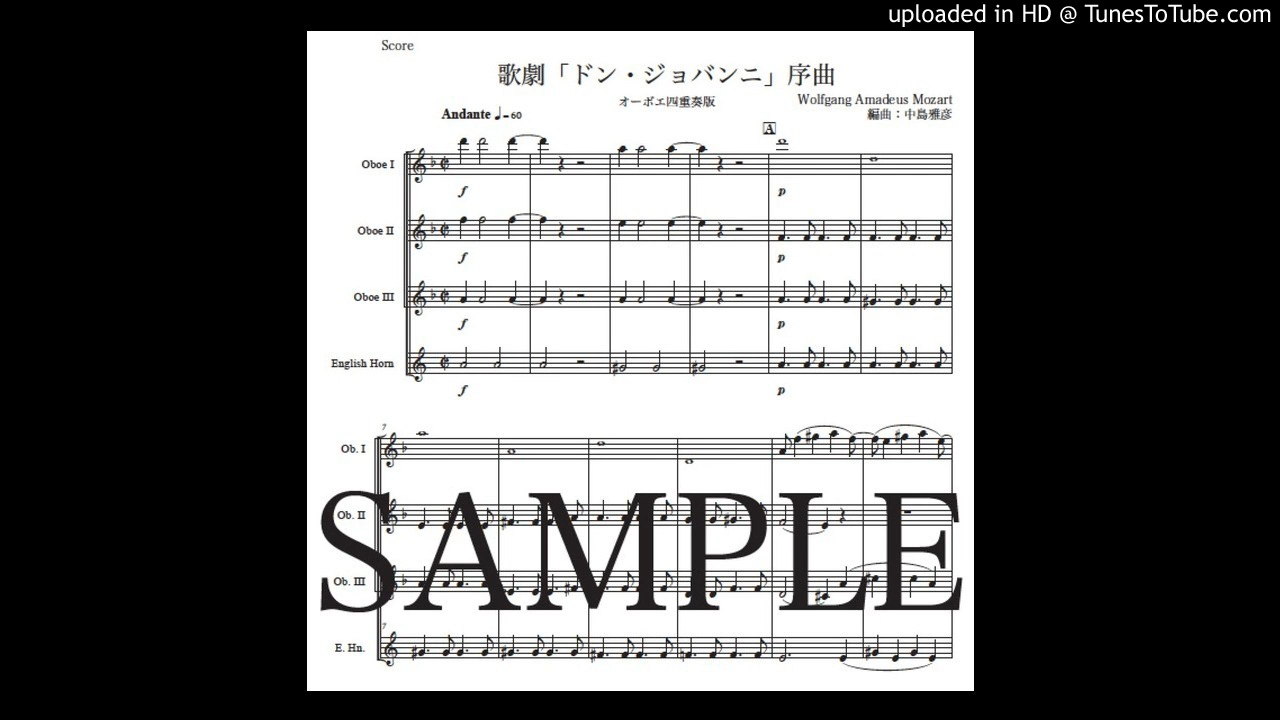 uploaded in HD @ TunesToTube.com
Score
歌劇「ドン・ジョバンニ」序曲
オーボエ四重奏版
Wolfgang Amadeus Mozart
編曲：中島雅彦
Andante ♩=60
A
Oboe I
f
p
Oboe II
f
p
Oboe III
f
p
English Horn
f
p
7
Ob. I
Ob. II
Ob. III
7
E. Hn.
SAMPLE